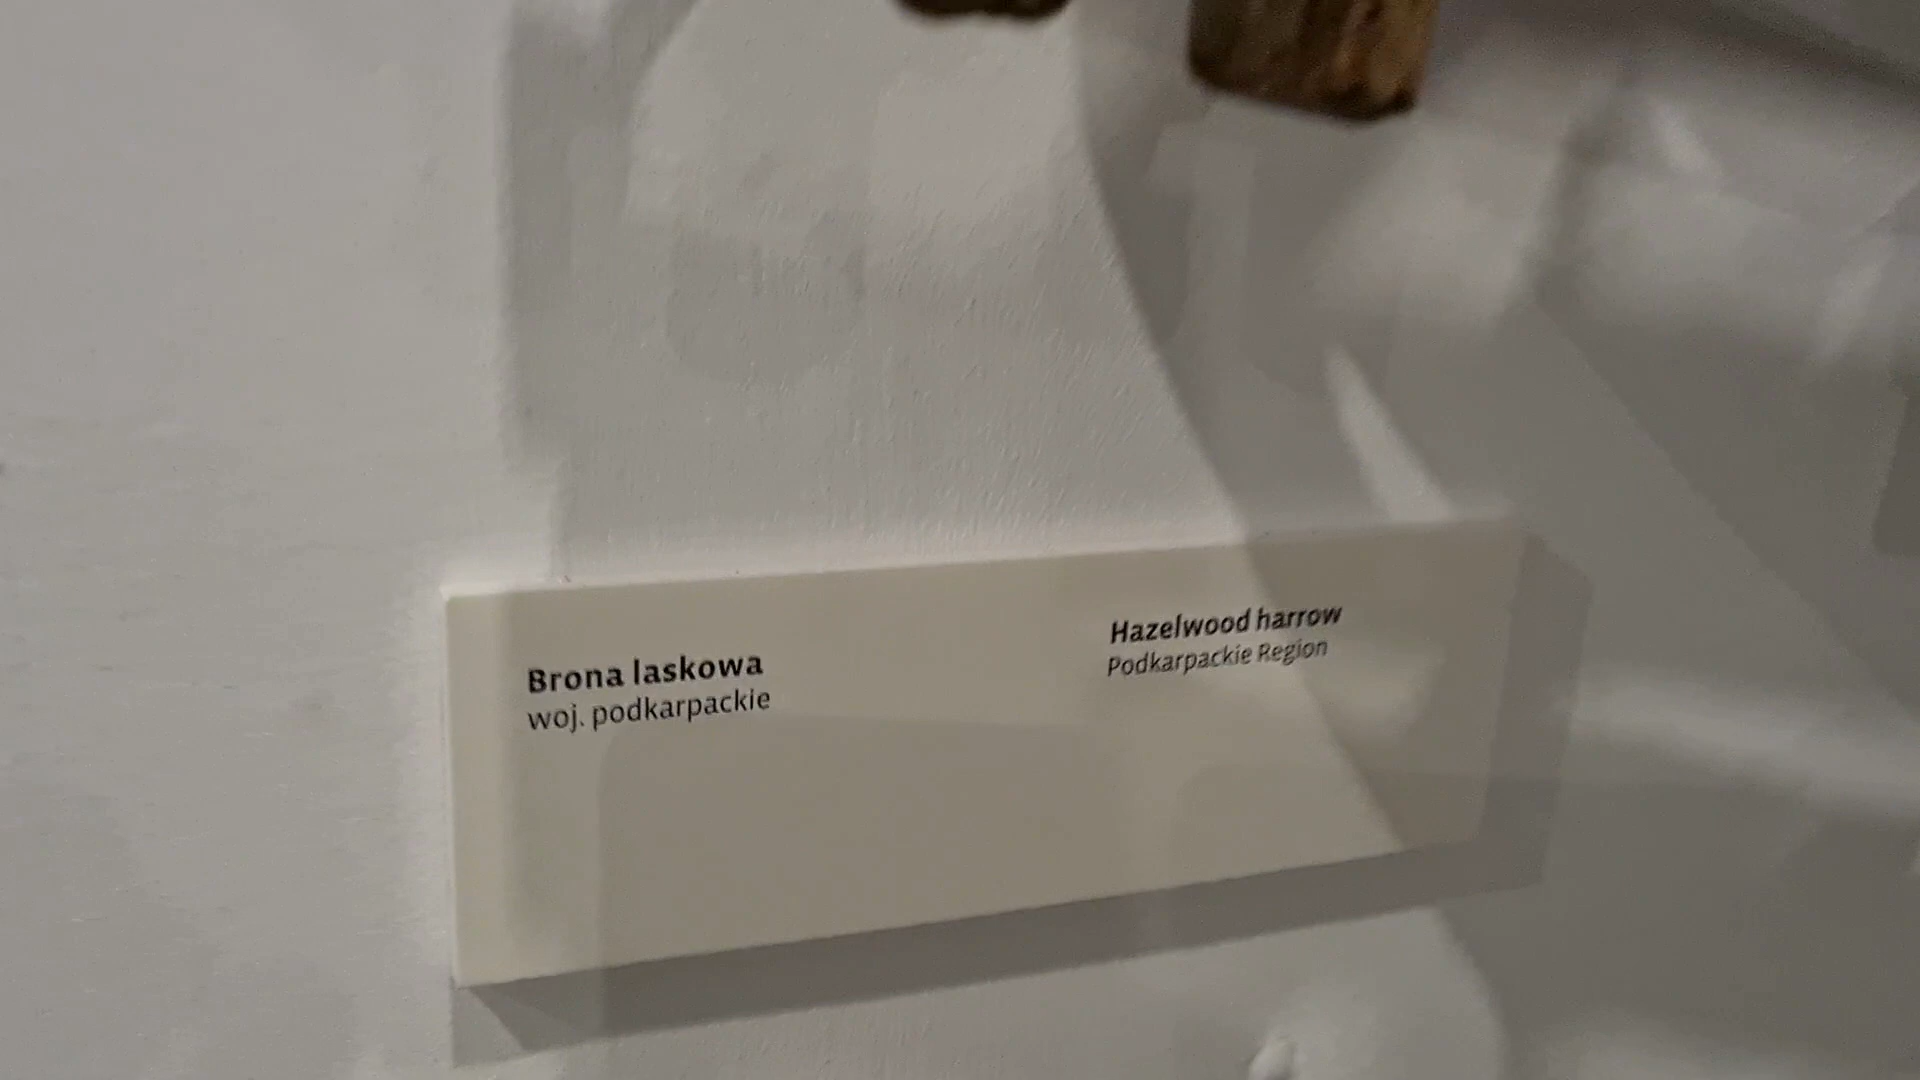 Brona laskowa
woj. podkarpackie
Hazelwood harrow
Podkarpackie Region